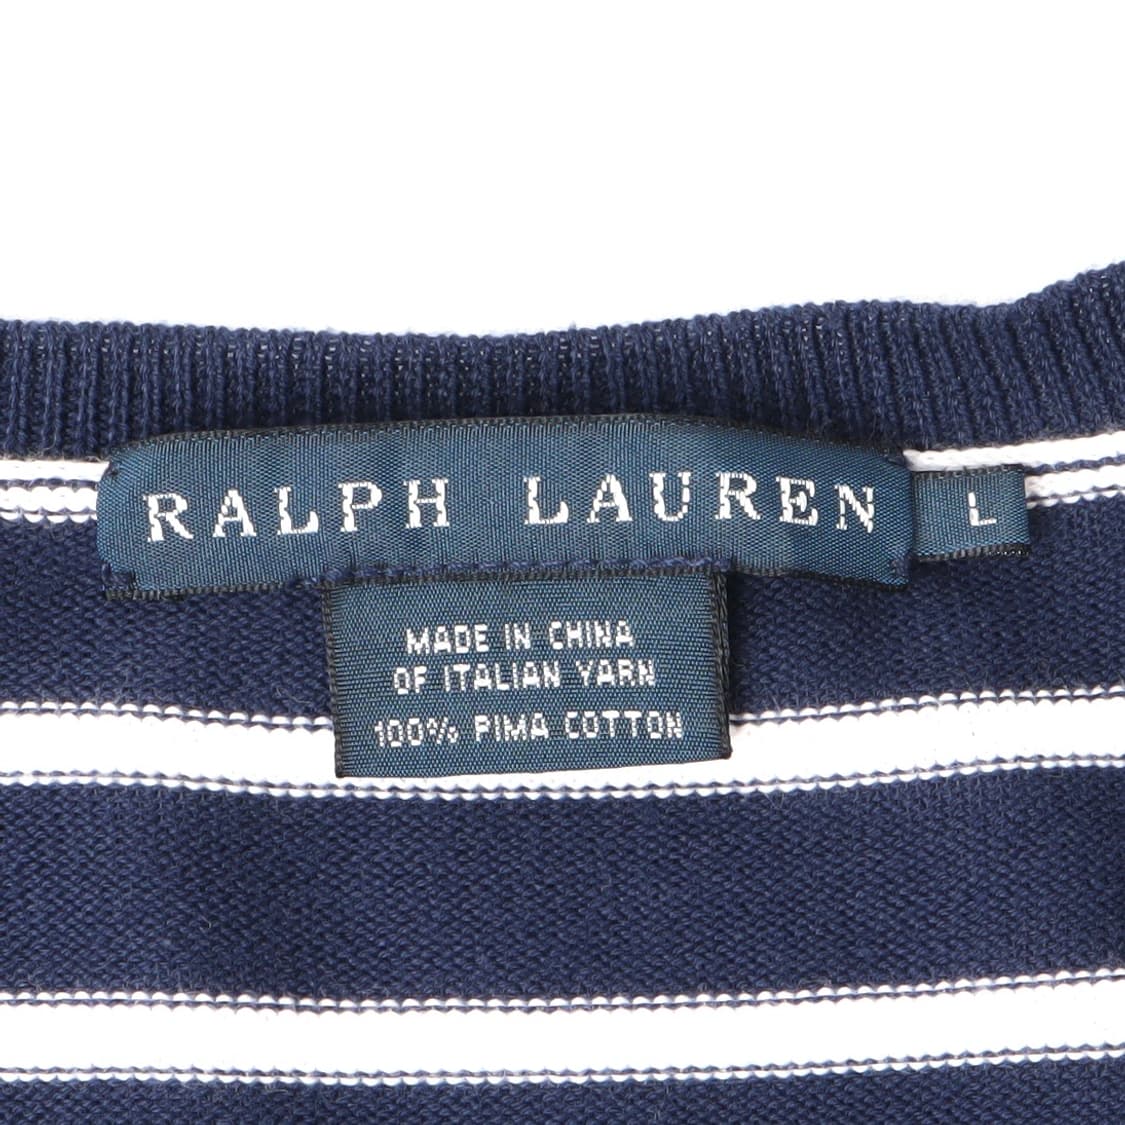 RALPH LAUREN L
MADE IN CHINA
OF ITALIAN YARN
100% PIMA COTTON